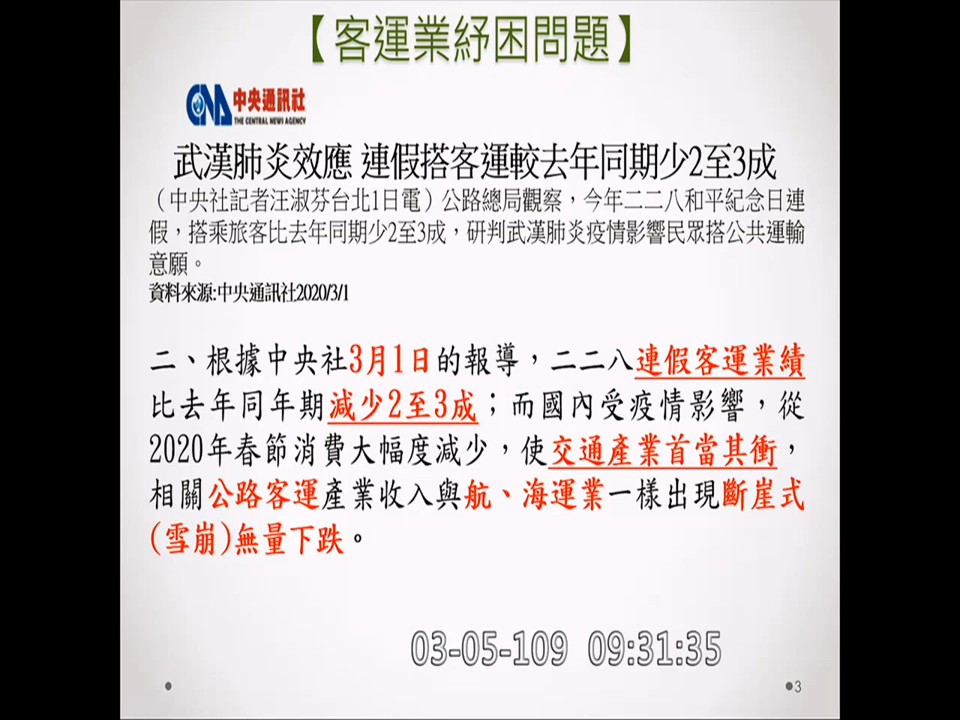 【客運業紓困問題】
CNA 中央通訊社
THE CENTRAL NEWS AGENCY
武漢肺炎效應 連假搭客運較去年同期少2至3成
（中央社記者汪淑芬台北1日電）公路總局觀察，今年二二八和平紀念日連
假，搭乘旅客比去年同期少2至3成，研判武漢肺炎疫情影響民眾搭公共運輸
意願。
資料來源:中央通訊社2020/3/1
二、根據中央社3月1日的報導，二二八連假客運業績
比去年同年期減少2至3成；而國內受疫情影響，從
2020年春節消費大幅度減少，使交通產業首當其衝，
相關公路客運產業收入與航、海運業一樣出現斷崖式
(雪崩)無量下跌。
03-05-109 09:31:35
3